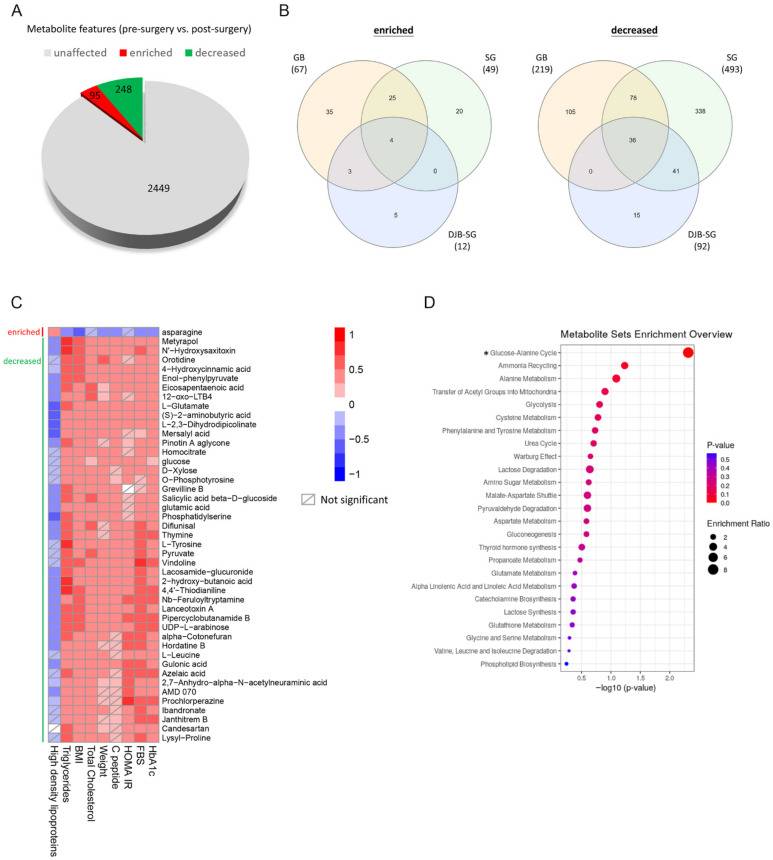 A
Metabolite features (pre-surgery vs. post-surgery)
unaffected enriched decreased
95
248
2449
B
enriched
GB
(67)
SG
(49)
35
25
20
4
3
0
5
DJB-SG
(12)
decreased
GB
(219)
SG
(493)
105
78
338
36
0
41
15
DJB-SG
(92)
C
enriched
decreased
asparagine
Metyrapol
N'-Hydroxysaxitoxin
Orotidine
4-Hydroxycinnamic acid
Enol-phenylpyruvate
Eicosapentaenoic acid
12-oxo-LTB4
L-Glutamate
(S)-2-aminobutyric acid
L-2,3-Dihydrodipicolinate
Mersalyl acid
Pinotin A aglycone
Homocitrate
glucose
D-Xylose
O-Phosphotyrosine
Grevilline B
Salicylic acid beta-D-glucoside
glutamic acid
Phosphatidylserine
Diflunisal
Thymine
L-Tyrosine
Pyruvate
Vindoline
Lacosamide-glucuronide
2-hydroxy-butanoic acid
4,4'-Thiodianiline
Nb-Feruloyltryptamine
Lanceotoxin A
Pipercyclobutanamide B
UDP-L-arabinose
alpha-Cotonefuran
Hordatine B
L-Leucine
Gulonic acid
Azelaic acid
2,7-Anhydro-alpha-N-acetylneuraminic acid
AMD 070
Prochlorperazine
Ibandronate
Janthitrem B
Candesartan
Lysyl-Proline
High density lipoproteins
Triglycerides
BMI
Total Cholesterol
Weight
C peptide
HOMA IR
FBS
HbA1c
1
0.5
0
-0.5
-1
Not significant
D
Metabolite Sets Enrichment Overview
* Glucose-Alanine Cycle
Ammonia Recycling
Alanine Metabolism
Transfer of Acetyl Groups into Mitochondria
Glycolysis
Cysteine Metabolism
Phenylalanine and Tyrosine Metabolism
Urea Cycle
Warburg Effect
Lactose Degradation
Amino Sugar Metabolism
Malate-Aspartate Shuttle
Pyruvaldehyde Degradation
Aspartate Metabolism
Gluconeogenesis
Thyroid hormone synthesis
Propanoate Metabolism
Glutamate Metabolism
Alpha Linolenic Acid and Linoleic Acid Metabolism
Catecholamine Biosynthesis
Lactose Synthesis
Glutathione Metabolism
Glycine and Serine Metabolism
Valine, Leucine and Isoleucine Degradation
Phospholipid Biosynthesis
0.5 1.0 1.5 2.0
-log10 (p-value)
P-value
0.5
0.4
0.3
0.2
0.1
0.0
Enrichment Ratio
2
4
6
8